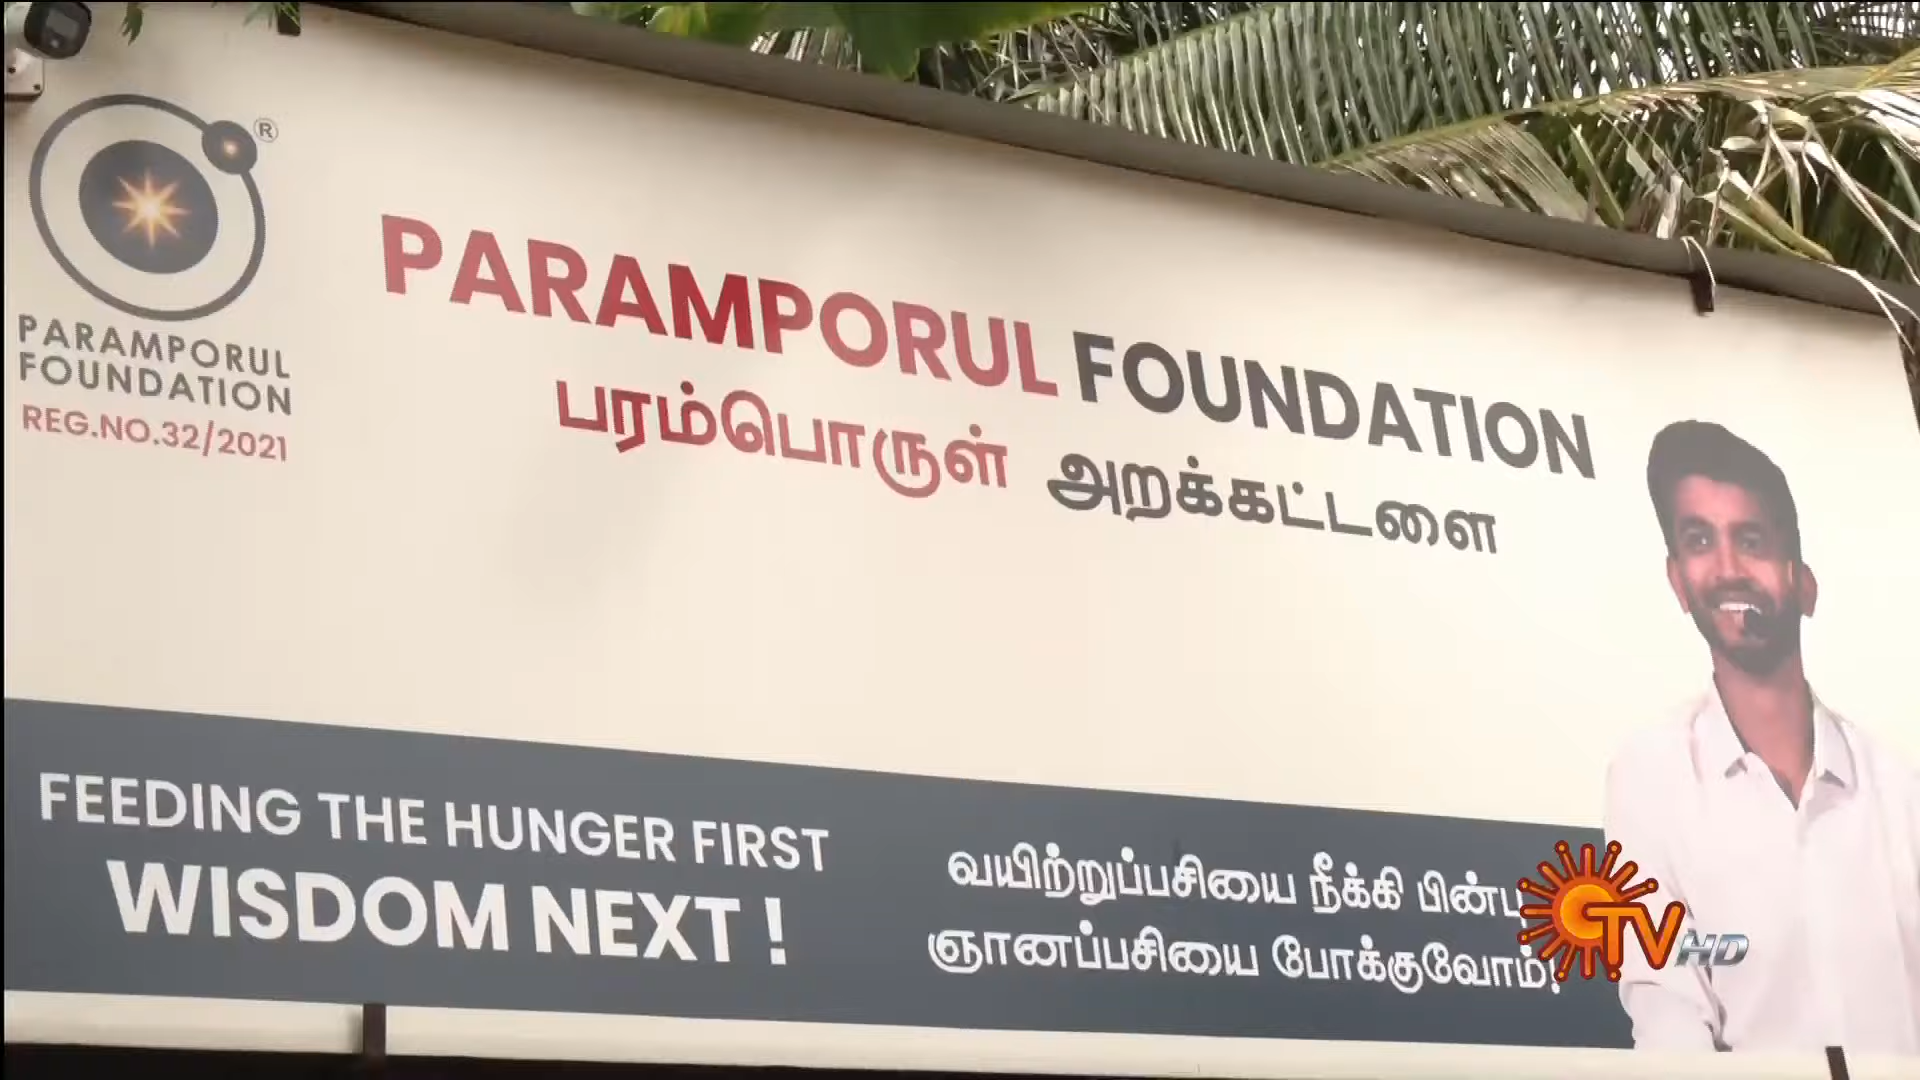 ®
PARAMPORUL
FOUNDATION
REG.NO.32/2021
PARAMPORUL FOUNDATION
பரம்பொருள் அறக்கட்டளை
FEEDING THE HUNGER FIRST
WISDOM NEXT !
வயிற்றுப்பசியை நீக்கி பின்பு
ஞானப்பசியை போக்குவோம்!
TV HD